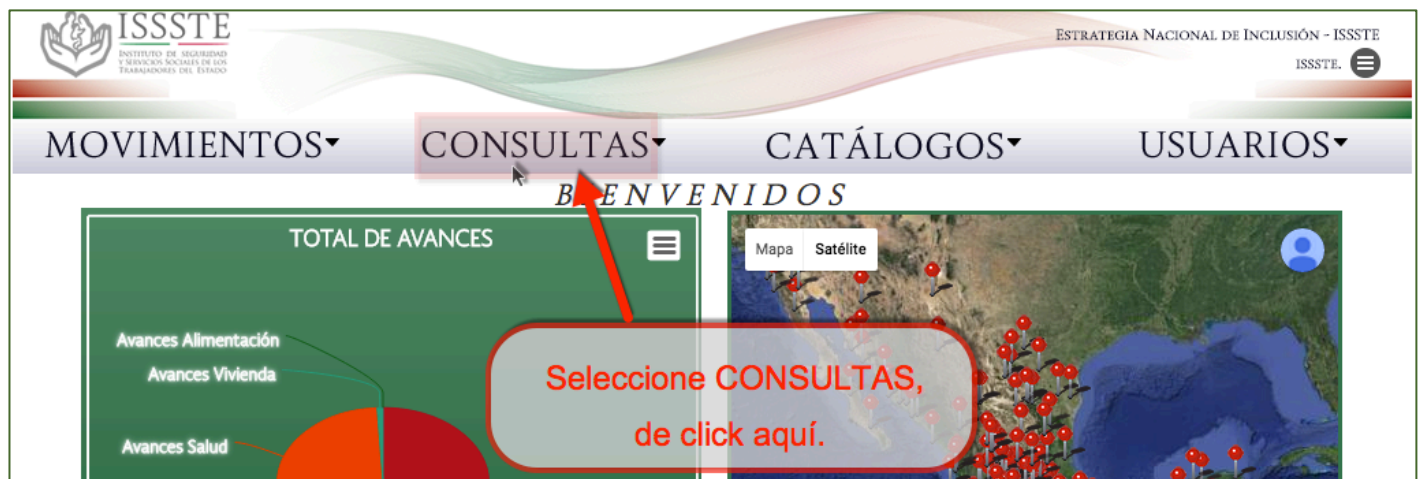 ISSSTE
INSTITUTO DE SEGURIDAD
Y SERVICIOS SOCIALES DE LOS
TRABAJADORES DEL ESTADO
ESTRATEGIA NACIONAL DE INCLUSIÓN - ISSSTE
ISSSTE.
MOVIMIENTOS
CONSULTAS
CATÁLOGOS
USUARIOS
BIENVENIDOS
TOTAL DE AVANCES
Mapa
Satélite
Avances Alimentación
Avances Vivienda
Avances Salud
Seleccione CONSULTAS,
de click aquí.